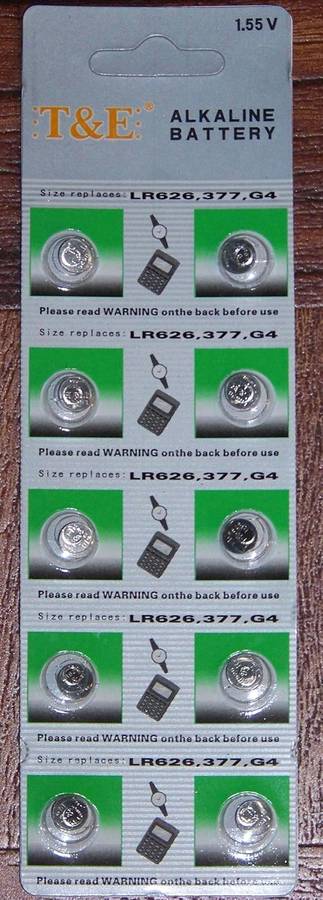 1.55 V
T&E®
ALKALINE
BATTERY
Size replaces: LR626,377,G4
Please read WARNING onthe back before use
Size replaces: LR626,377,G4
Please read WARNING onthe back before use
Size replaces: LR626,377,G4
Please read WARNING onthe back before use
Size replaces: LR626,377,G4
Please read WARNING onthe back before use
Size replaces: LR626,377,G4
Please read WARNING onthe back before use